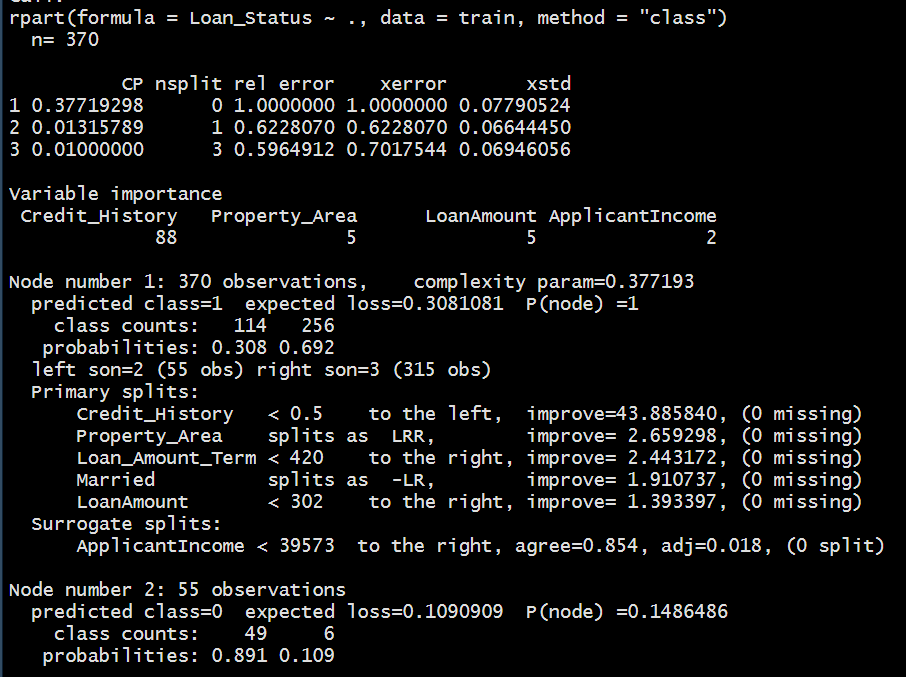 rpart(formula = Loan_Status ~ ., data = train, method = "class")
  n= 370

          CP nsplit rel error    xerror       xstd
1 0.37719298      0 1.0000000 1.0000000 0.07790524
2 0.01315789      1 0.6228070 0.6228070 0.06644450
3 0.01000000      3 0.5964912 0.7017544 0.06946056

Variable importance
 Credit_History   Property_Area      LoanAmount ApplicantIncome
             88               5               5               2

Node number 1: 370 observations,    complexity param=0.377193
  predicted class=1  expected loss=0.3081081  P(node) =1
    class counts:   114   256
   probabilities: 0.308 0.692
  left son=2 (55 obs) right son=3 (315 obs)
  Primary splits:
      Credit_History   < 0.5    to the left,  improve=43.885840, (0 missing)
      Property_Area    splits as  LRR,        improve= 2.659298, (0 missing)
      Loan_Amount_Term < 420    to the right, improve= 2.443172, (0 missing)
      Married          splits as  -LR,        improve= 1.910737, (0 missing)
      LoanAmount       < 302    to the right, improve= 1.393397, (0 missing)
  Surrogate splits:
      ApplicantIncome < 39573  to the right, agree=0.854, adj=0.018, (0 split)

Node number 2: 55 observations
  predicted class=0  expected loss=0.1090909  P(node) =0.1486486
    class counts:    49     6
   probabilities: 0.891 0.109